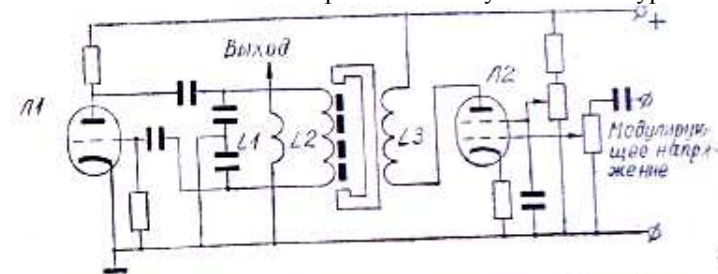 Выход
+
Л1
L1
L2
L3
Л2
Модулирую-
щее напря-
жение